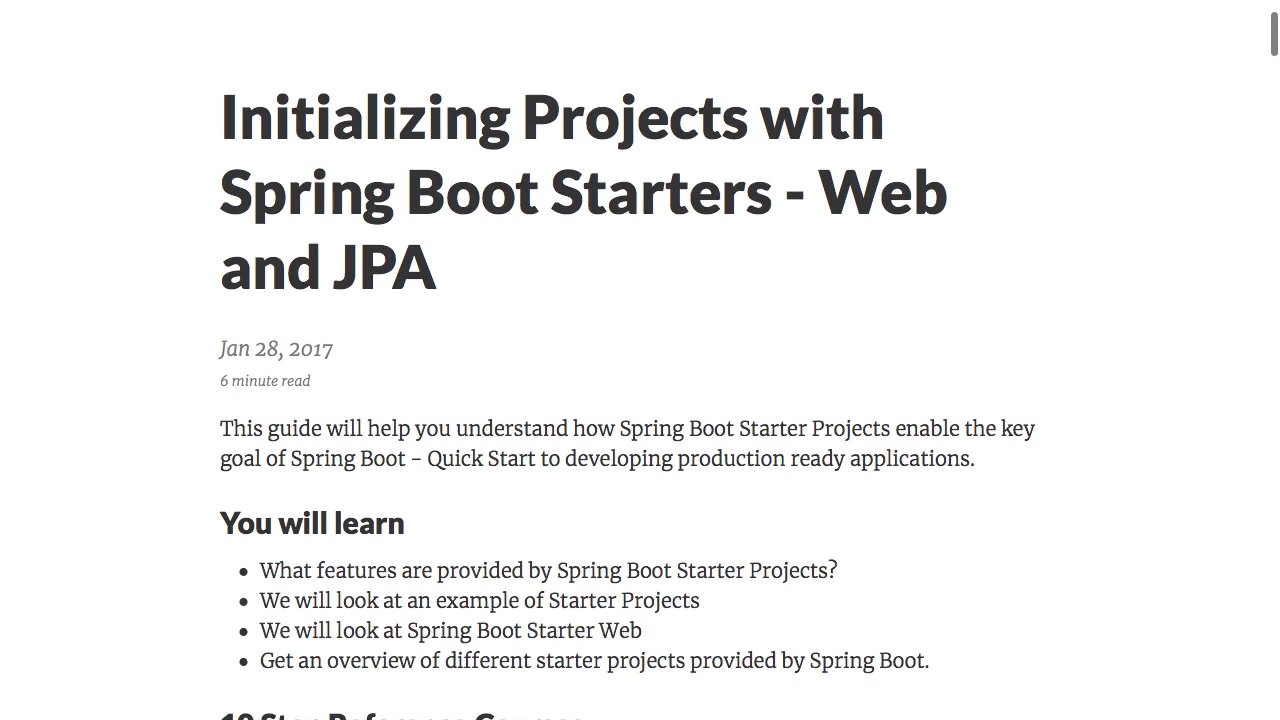 Initializing Projects with
Spring Boot Starters - Web
and JPA
Jan 28, 2017
6 minute read
This guide will help you understand how Spring Boot Starter Projects enable the key
goal of Spring Boot - Quick Start to developing production ready applications.
You will learn
• What features are provided by Spring Boot Starter Projects?
• We will look at an example of Starter Projects
• We will look at Spring Boot Starter Web
• Get an overview of different starter projects provided by Spring Boot.
10 Step Reference Courses